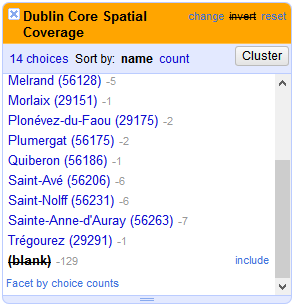 Dublin Core Spatial Coverage
change invert reset
14 choices Sort by: name count
Cluster
Melrand (56128) -5
Morlaix (29151) -1
Plonévez-du-Faou (29175) -2
Plumergat (56175) -2
Quiberon (56186) -1
Saint-Avé (56206) -6
Saint-Nolff (56231) -6
Sainte-Anne-d'Auray (56263) -7
Trégourez (29291) -1
(blank) -129 include
Facet by choice counts